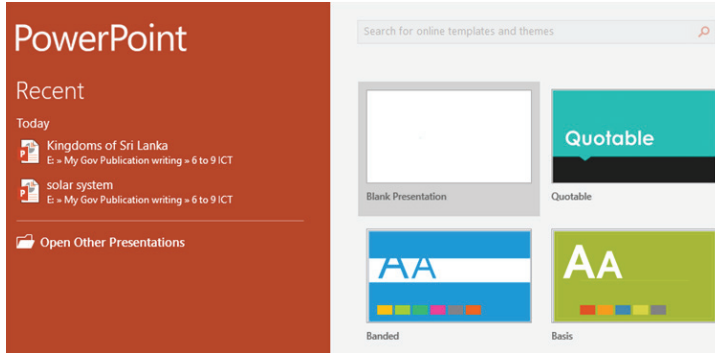 PowerPoint
Recent
Today
Kingdoms of Sri Lanka
E: » My Gov Publication writing » 6 to 9 ICT
solar system
E: » My Gov Publication writing » 6 to 9 ICT
Open Other Presentations
Search for online templates and themes
Blank Presentation
Quotable
Quotable
AA
Banded
AA
Basis